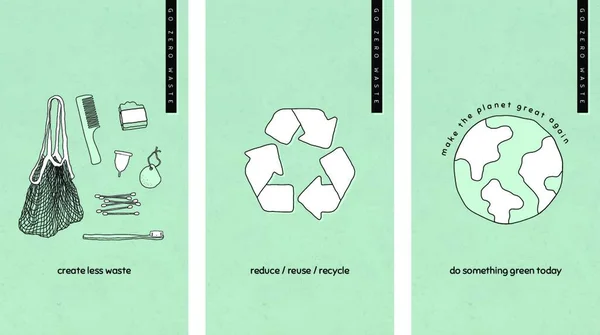 GO ZERO WASTE
create less waste
GO ZERO WASTE
reduce / reuse / recycle
GO ZERO WASTE
make the planet great again
do something green today